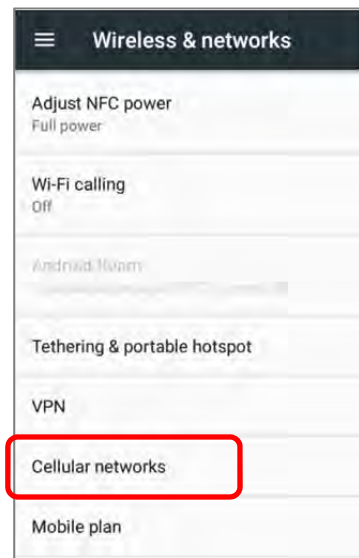 Wireless & networks
Adjust NFC power
Full power
Wi-Fi calling
Off
Android
Tethering & portable hotspot
VPN
Cellular networks
Mobile plan